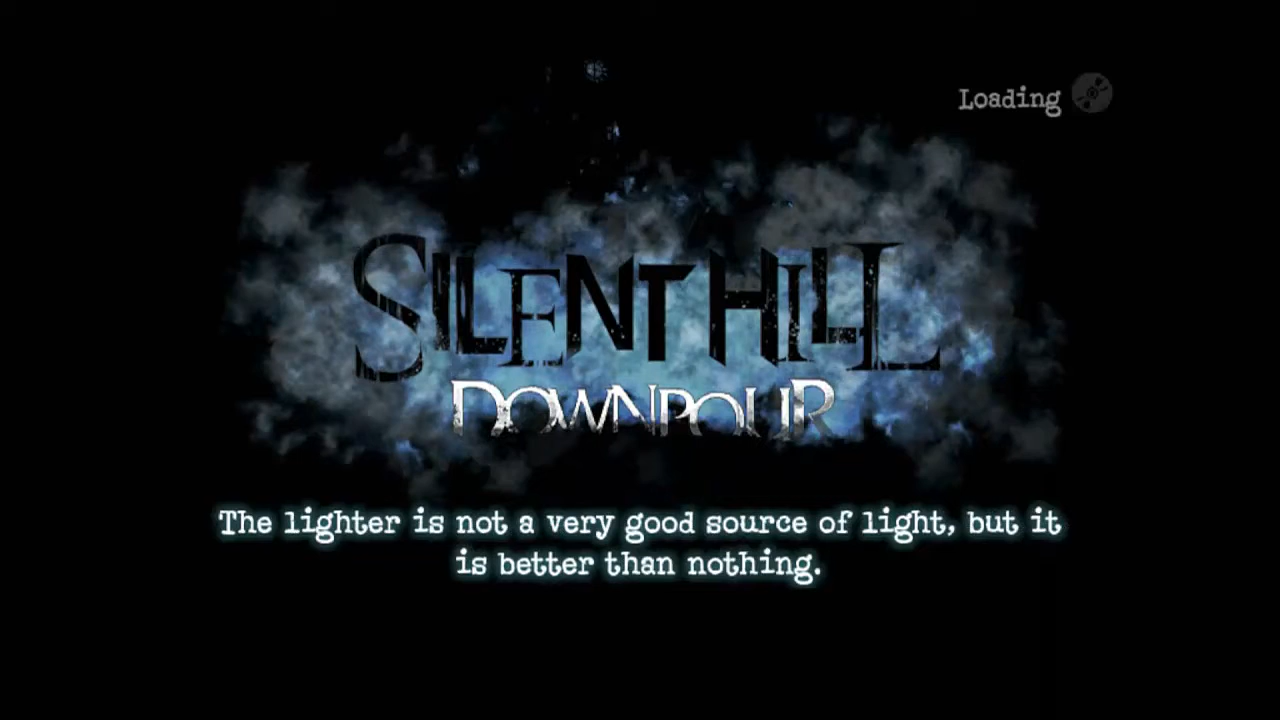 Loading
SILENT HILL
DOWNPOUR
The lighter is not a very good source of light, but it
is better than nothing.